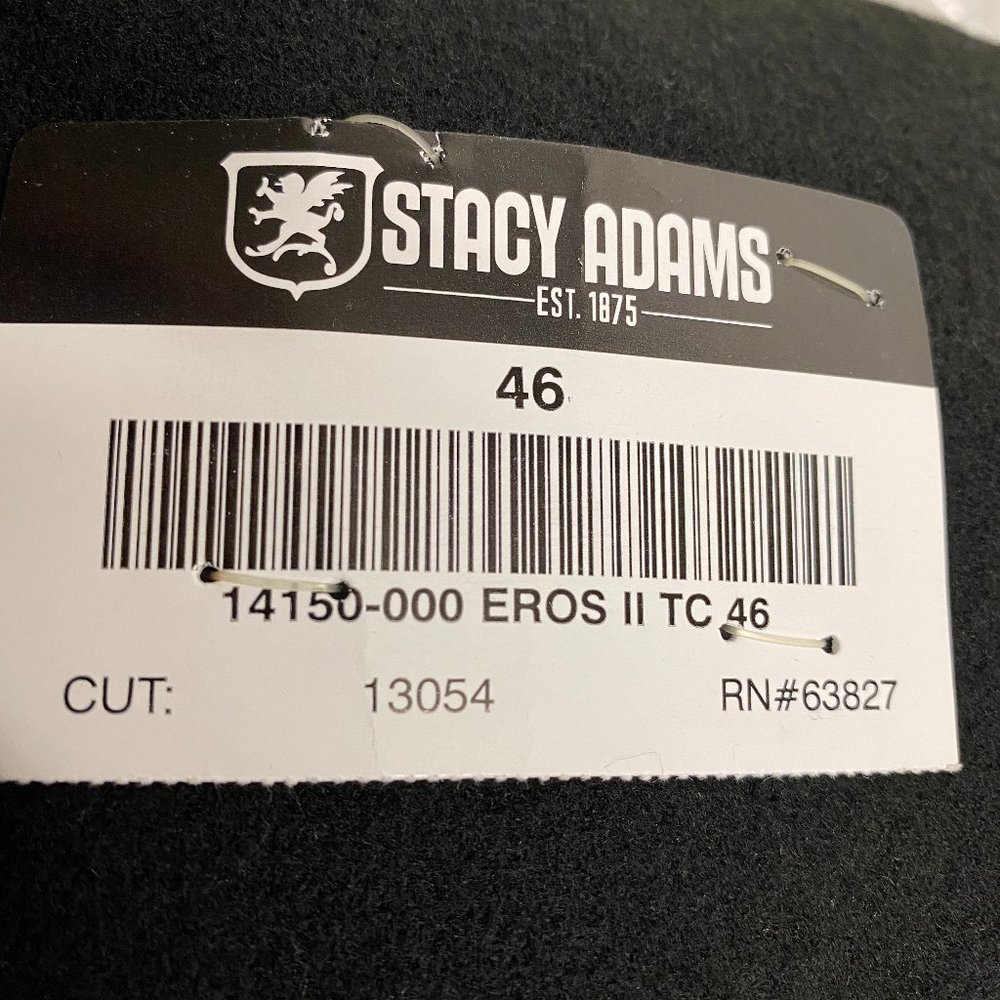 STACY ADAMS
EST. 1875
46
14150-000 EROS II TC 46
CUT: 13054 RN#63827